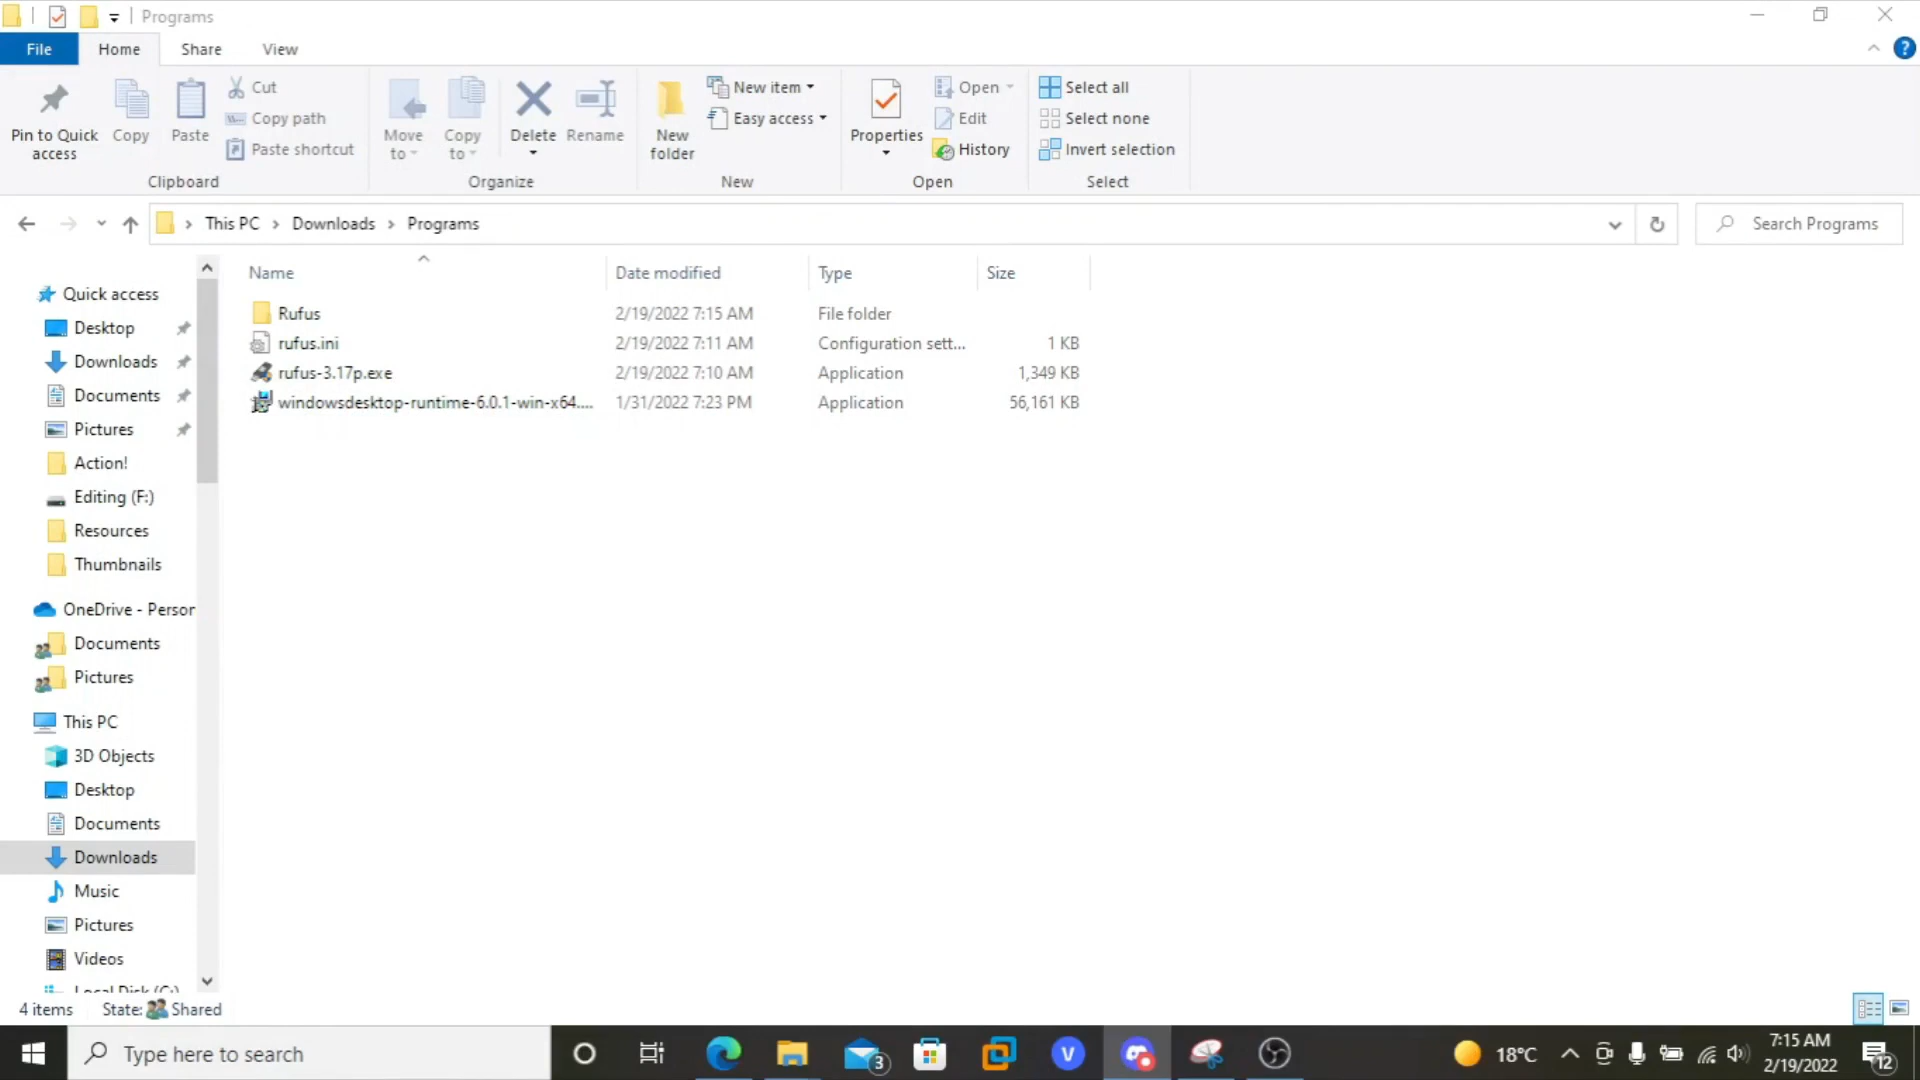 Programs
File
Home
Share
View
Pin to Quick
access
Copy
Paste
Cut
Copy path
Paste shortcut
Clipboard
Move
to
Copy
to
Delete
Rename
Organize
New
folder
New item
Easy access
New
Properties
Open
Edit
History
Open
Select all
Select none
Invert selection
Select
This PC > Downloads > Programs
Search Programs
Name Date modified Type Size
Rufus 2/19/2022 7:15 AM File folder
rufus.ini 2/19/2022 7:11 AM Configuration sett... 1 KB
rufus-3.17p.exe 2/19/2022 7:10 AM Application 1,349 KB
windowsdesktop-runtime-6.0.1-win-x64.... 1/31/2022 7:23 PM Application 56,161 KB
Quick access
Desktop
Downloads
Documents
Pictures
Action!
Editing (F:)
Resources
Thumbnails
OneDrive - Person
Documents
Pictures
This PC
3D Objects
Desktop
Documents
Downloads
Music
Pictures
Videos
Local Disk (C:)
4 items State: Shared
Type here to search
3
V
18°C
7:15 AM
2/19/2022
12